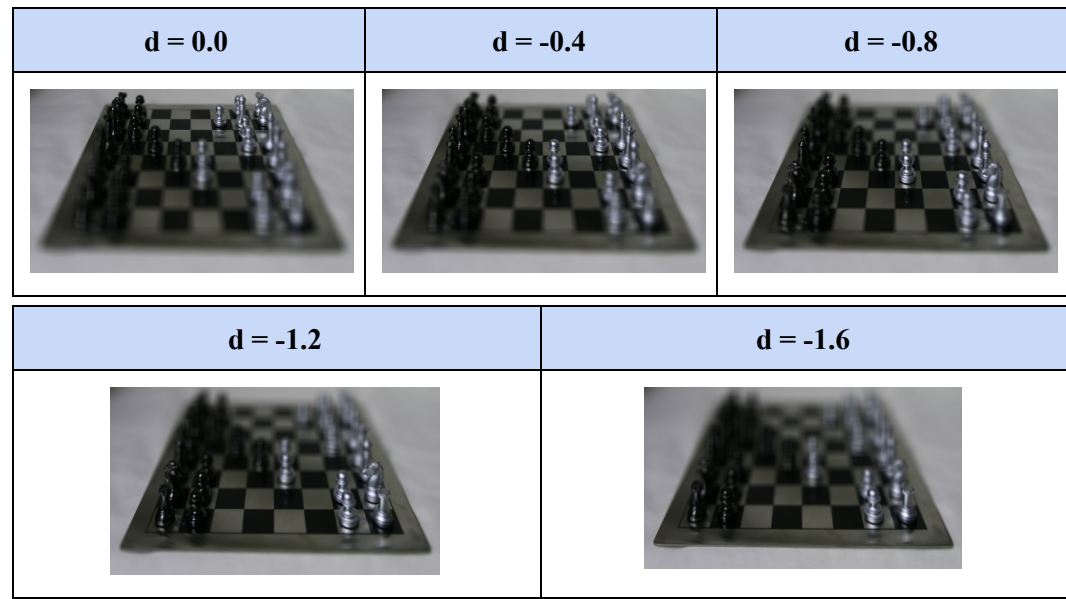 d = 0.0
d = -0.4
d = -0.8
d = -1.2
d = -1.6